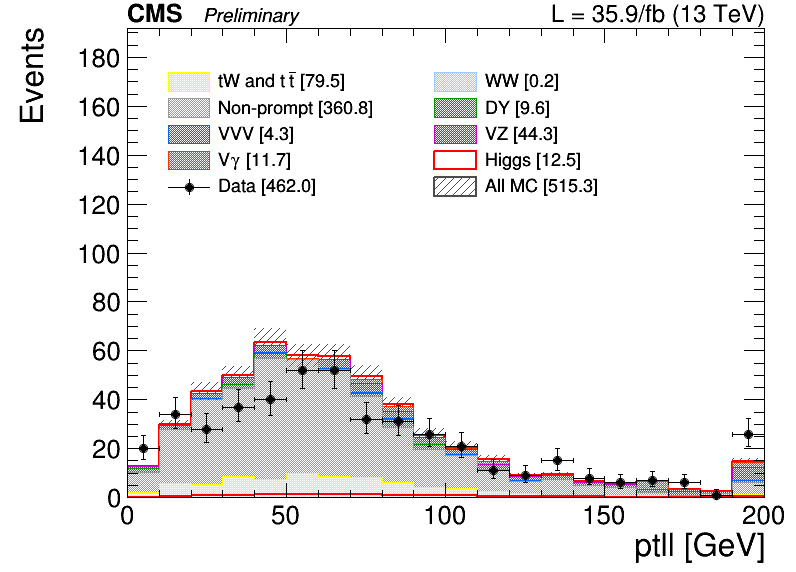 CMS Preliminary L = 35.9/fb (13 TeV)
Events
180
160
140
120
100
80
60
40
20
0
tW and tt̄ [79.5] WW [0.2]
Non-prompt [360.8] DY [9.6]
VVV [4.3] VZ [44.3]
Vγ [11.7] Higgs [12.5]
Data [462.0] All MC [515.3]
0 50 100 150 200
ptll [GeV]